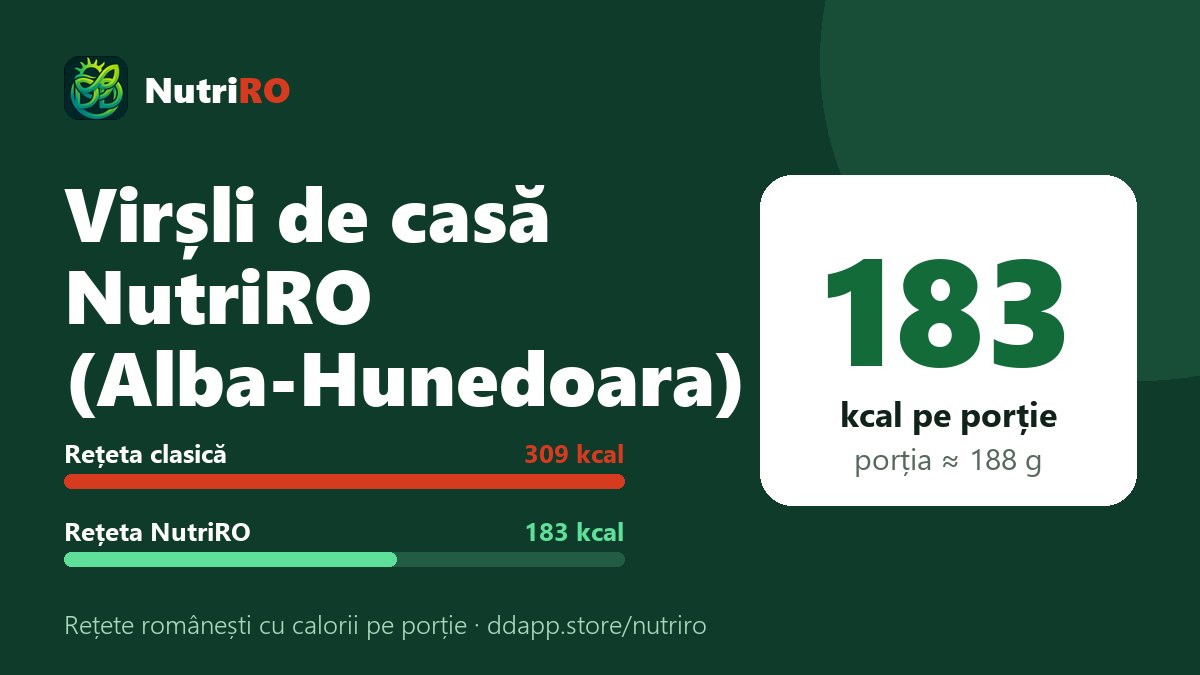 NutriRO
Virșli de casă
NutriRO
(Alba-Hunedoara)
Rețeta clasică 309 kcal
Rețeta NutriRO 183 kcal
183
kcal pe porție
porția ≈ 188 g
Rețete românești cu calorii pe porție · ddapp.store/nutriro